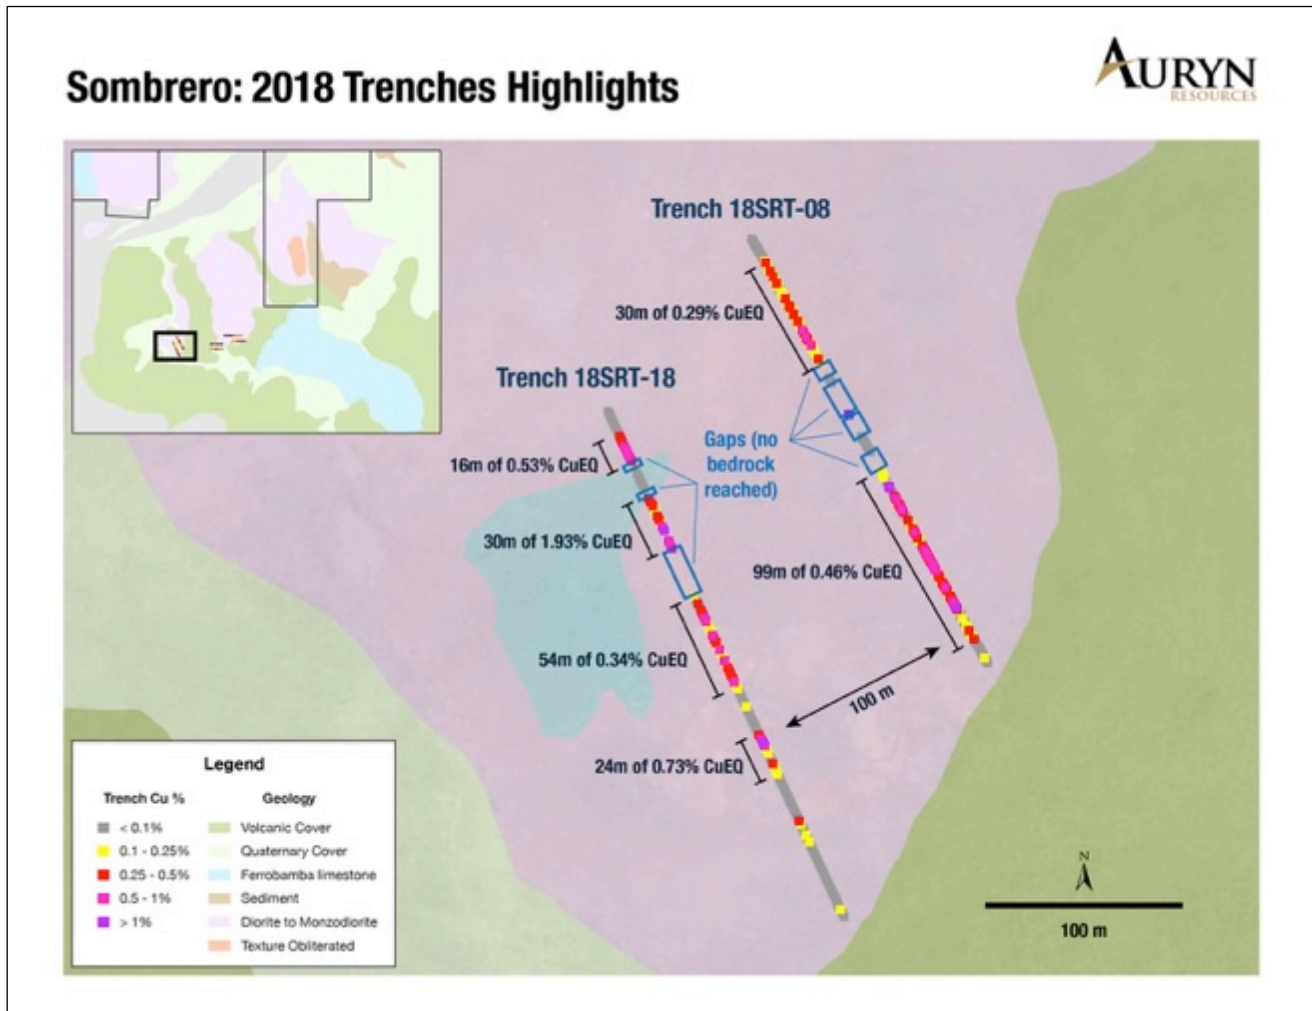 Sombrero: 2018 Trenches Highlights
AURYN
RESOURCES
Trench 18SRT-08
30m of 0.29% CuEQ
Trench 18SRT-18
Gaps (no
bedrock
reached)
16m of 0.53% CuEQ
30m of 1.93% CuEQ
99m of 0.46% CuEQ
54m of 0.34% CuEQ
100 m
24m of 0.73% CuEQ
Legend
Trench Cu %
< 0.1%
0.1 - 0.25%
0.25 - 0.5%
0.5 - 1%
> 1%
Geology
Volcanic Cover
Quaternary Cover
Ferrobamba limestone
Sediment
Diorite to Monzodiorite
Texture Obliterated
N
100 m